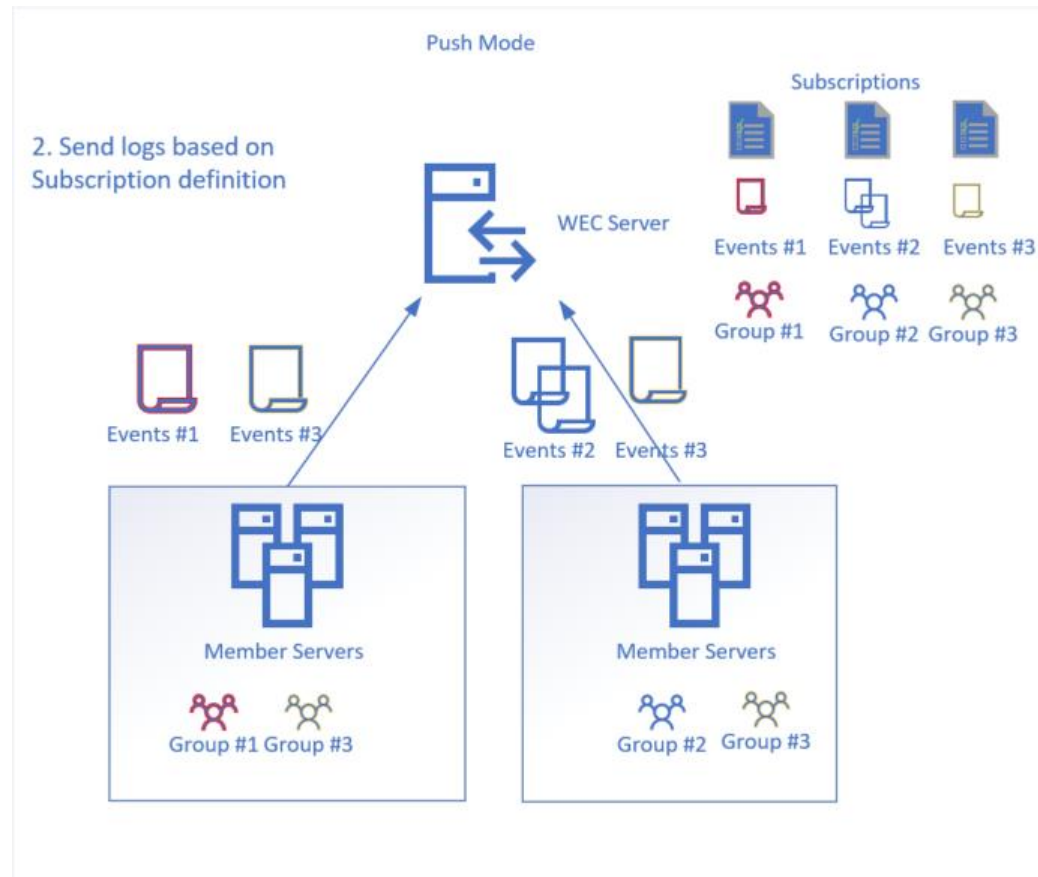 Push Mode
Subscriptions
2. Send logs based on
Subscription definition
WEC Server
Events #1
Events #2
Events #3
Group #1
Group #2
Group #3
Events #1
Events #3
Events #2
Events #3
Member Servers
Member Servers
Group #1
Group #3
Group #2
Group #3